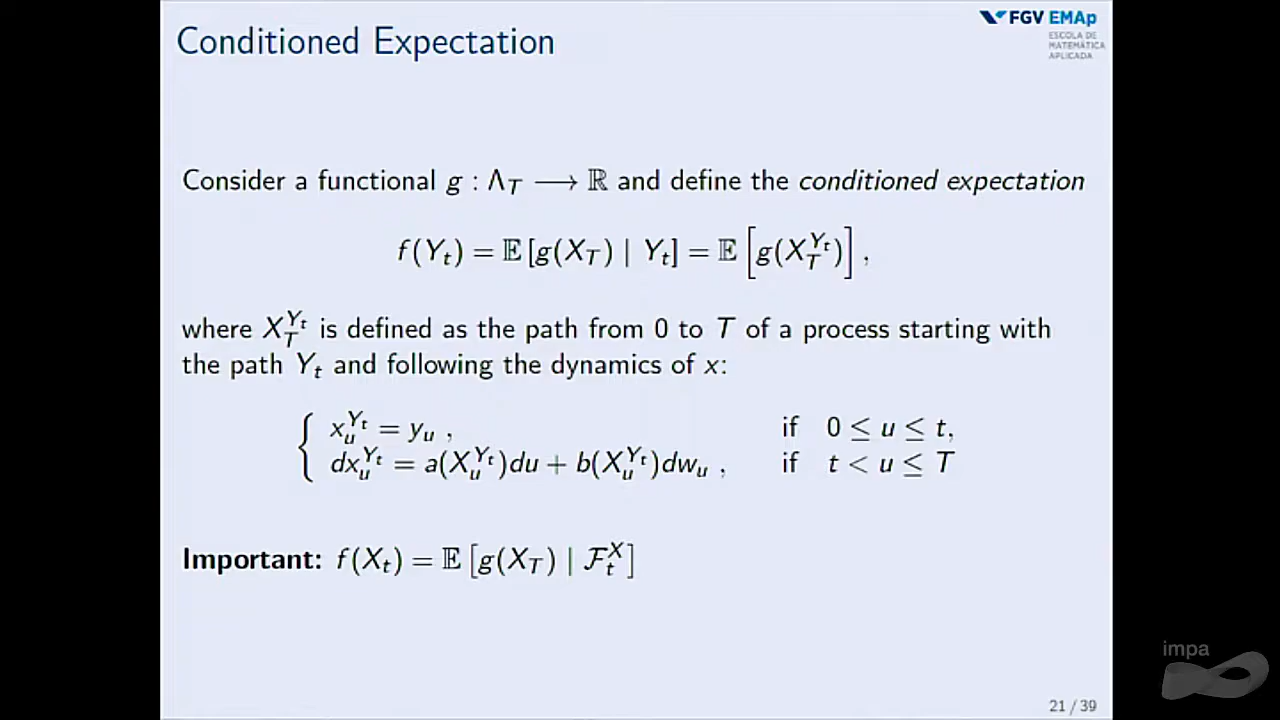 Conditioned Expectation
FGV EMAp
ESCOLA DE
MATEMÁTICA
APLICADA
Consider a functional g : Λ_T ⟶ ℝ and define the conditioned expectation
f(Y_t) = 𝔼 [g(X_T) | Y_t] = 𝔼 [g(X_T^{Y_t})] ,
where X_T^{Y_t} is defined as the path from 0 to T of a process starting with
the path Y_t and following the dynamics of x:
{ x_u^{Y_t} = y_u , if 0 ≤ u ≤ t,
dx_u^{Y_t} = a(X_u^{Y_t})du + b(X_u^{Y_t})dw_u , if t < u ≤ T
Important: f(X_t) = 𝔼 [g(X_T) | ℱ_t^X]
impa
21 / 39